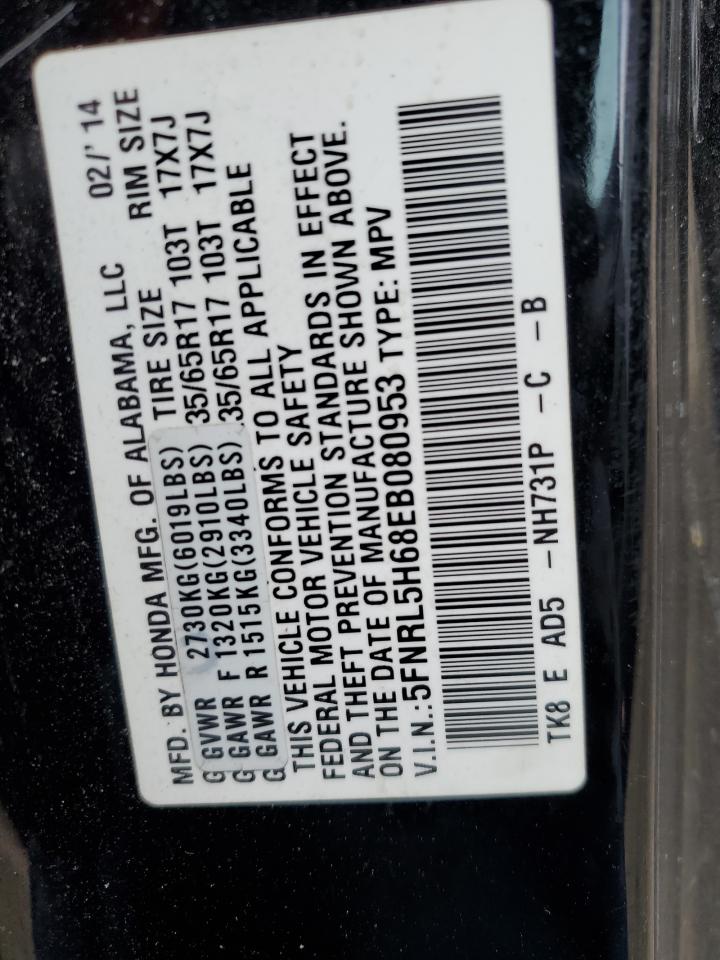 MFD. BY HONDA MFG. OF ALABAMA, LLC 02/' 14
TIRE SIZE RIM SIZE
G GVWR 2730KG(6019LBS)
G GAWR F 1320KG(2910LBS) 35/65R17 103T 17X7J
G GAWR R 1515KG(3340LBS) 35/65R17 103T 17X7J
THIS VEHICLE CONFORMS TO ALL APPLICABLE
FEDERAL MOTOR VEHICLE SAFETY
AND THEFT PREVENTION STANDARDS IN EFFECT
ON THE DATE OF MANUFACTURE SHOWN ABOVE.
V.I.N.:5FNRL5H68EB080953 TYPE: MPV
TK8 E AD5 -NH731P -C -B